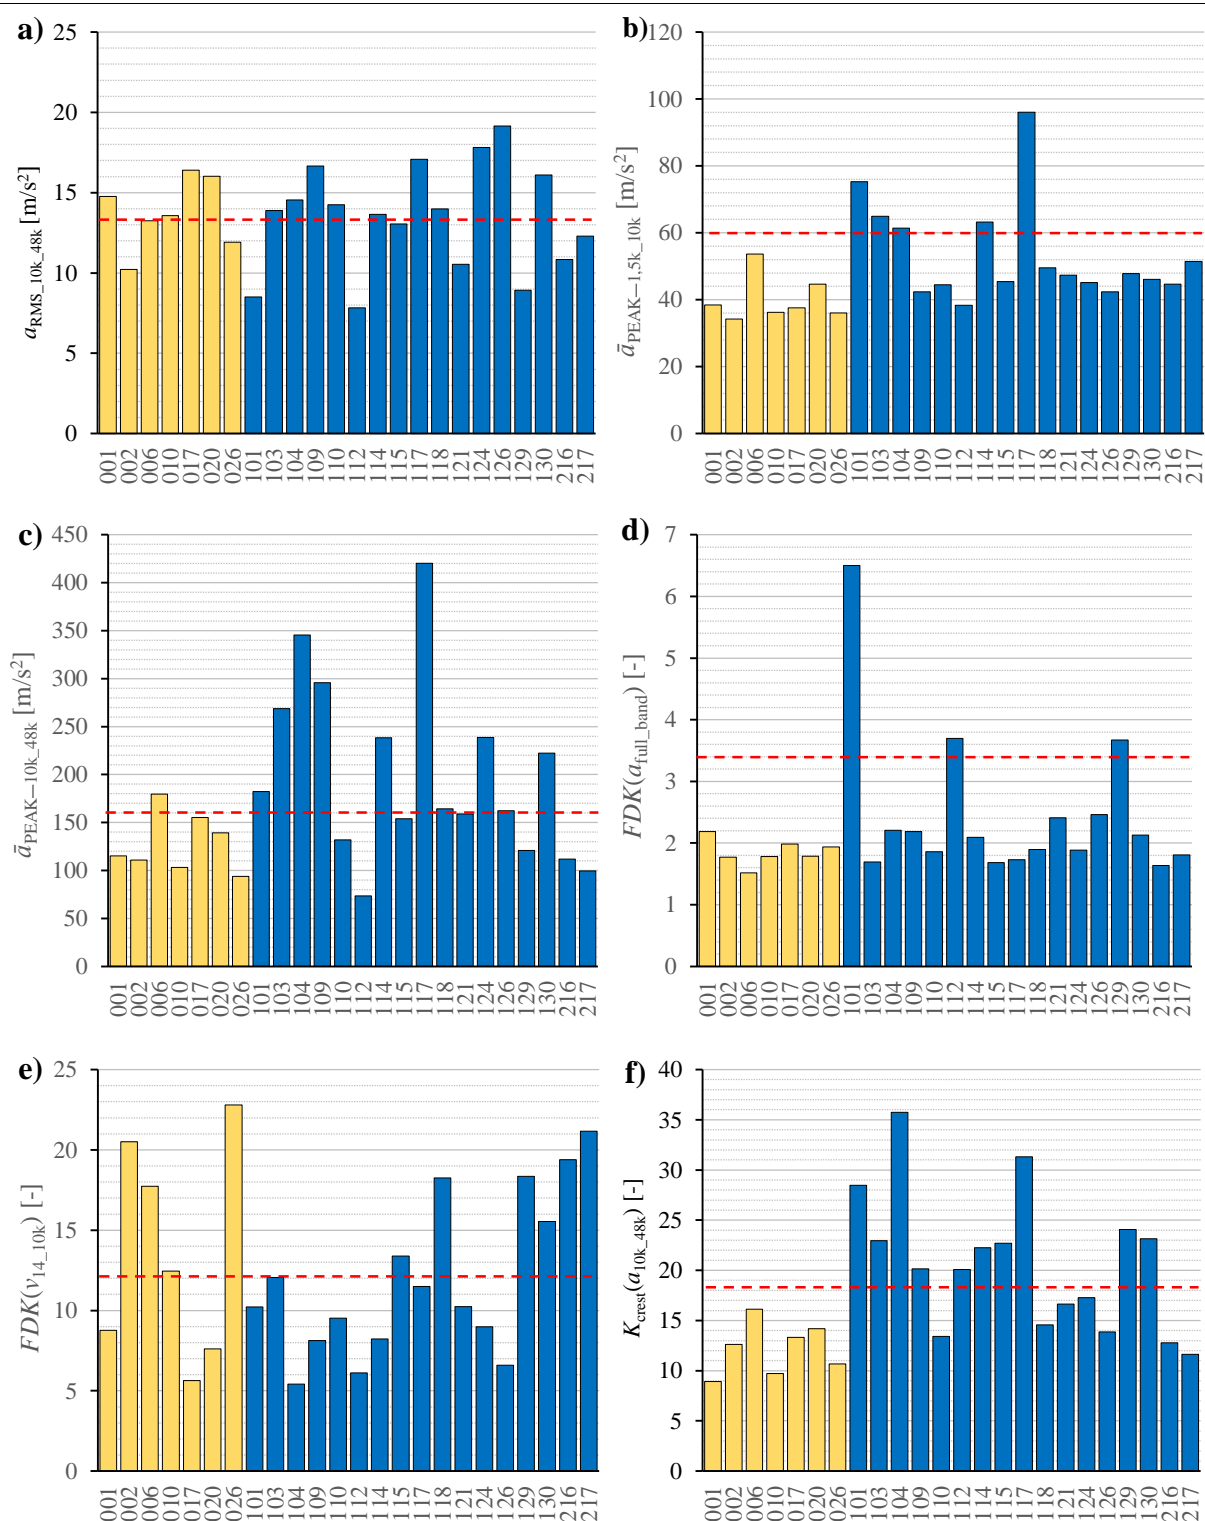 a)
a_RMS_10k_48k [m/s²]
25
20
15
10
5
0
001 002 006 010 017 020 026 101 103 104 109 110 112 114 115 117 118 121 124 126 129 130 216 217
b)
ā_PEAK−1,5k_10k [m/s²]
120
100
80
60
40
20
0
001 002 006 010 017 020 026 101 103 104 109 110 112 114 115 117 118 121 124 126 129 130 216 217
c)
ā_PEAK−10k_48k [m/s²]
450
400
350
300
250
200
150
100
50
0
001 002 006 010 017 020 026 101 103 104 109 110 112 114 115 117 118 121 124 126 129 130 216 217
d)
FDK(a_full_band) [-]
7
6
5
4
3
2
1
0
001 002 006 010 017 020 026 101 103 104 109 110 112 114 115 117 118 121 124 126 129 130 216 217
e)
FDK(v_14_10k) [-]
25
20
15
10
5
0
001 002 006 010 017 020 026 101 103 104 109 110 112 114 115 117 118 121 124 126 129 130 216 217
f)
K_crest(a_10k_48k) [-]
40
35
30
25
20
15
10
5
0
001 002 006 010 017 020 026 101 103 104 109 110 112 114 115 117 118 121 124 126 129 130 216 217